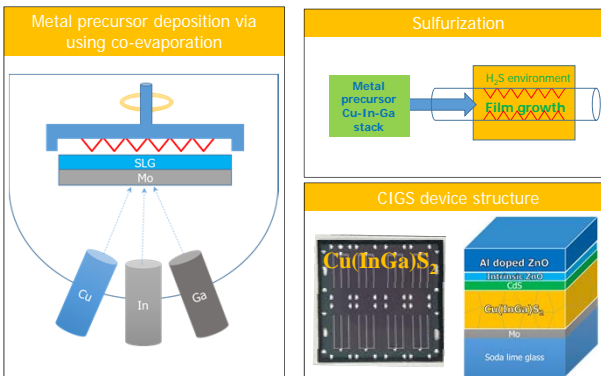 Metal precursor deposition via
using co-evaporation
SLG
Mo
Cu
In
Ga
Sulfurization
Metal
precursor
Cu-In-Ga
stack
H₂S environment
Film growth
CIGS device structure
Cu(InGa)S₂
Al doped ZnO
Intrinsic ZnO
CdS
Cu(InGa)S₂
Mo
Soda lime glass